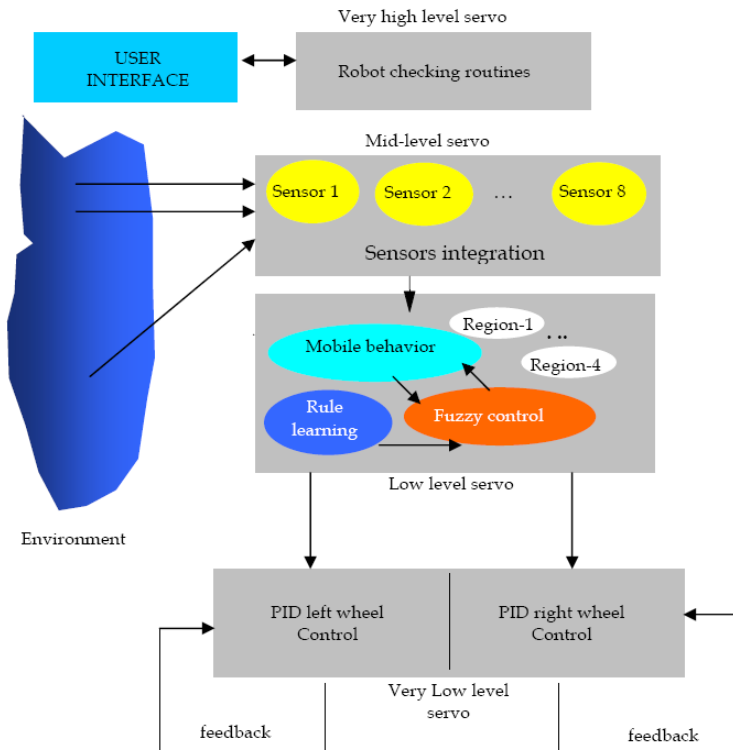 Very high level servo
USER
INTERFACE
Robot checking routines
Mid-level servo
Sensor 1
Sensor 2
...
Sensor 8
Sensors integration
Region-1
..
Mobile behavior
Region-4
Rule
learning
Fuzzy control
Low level servo
Environment
PID left wheel
Control
PID right wheel
Control
Very Low level
servo
feedback
feedback